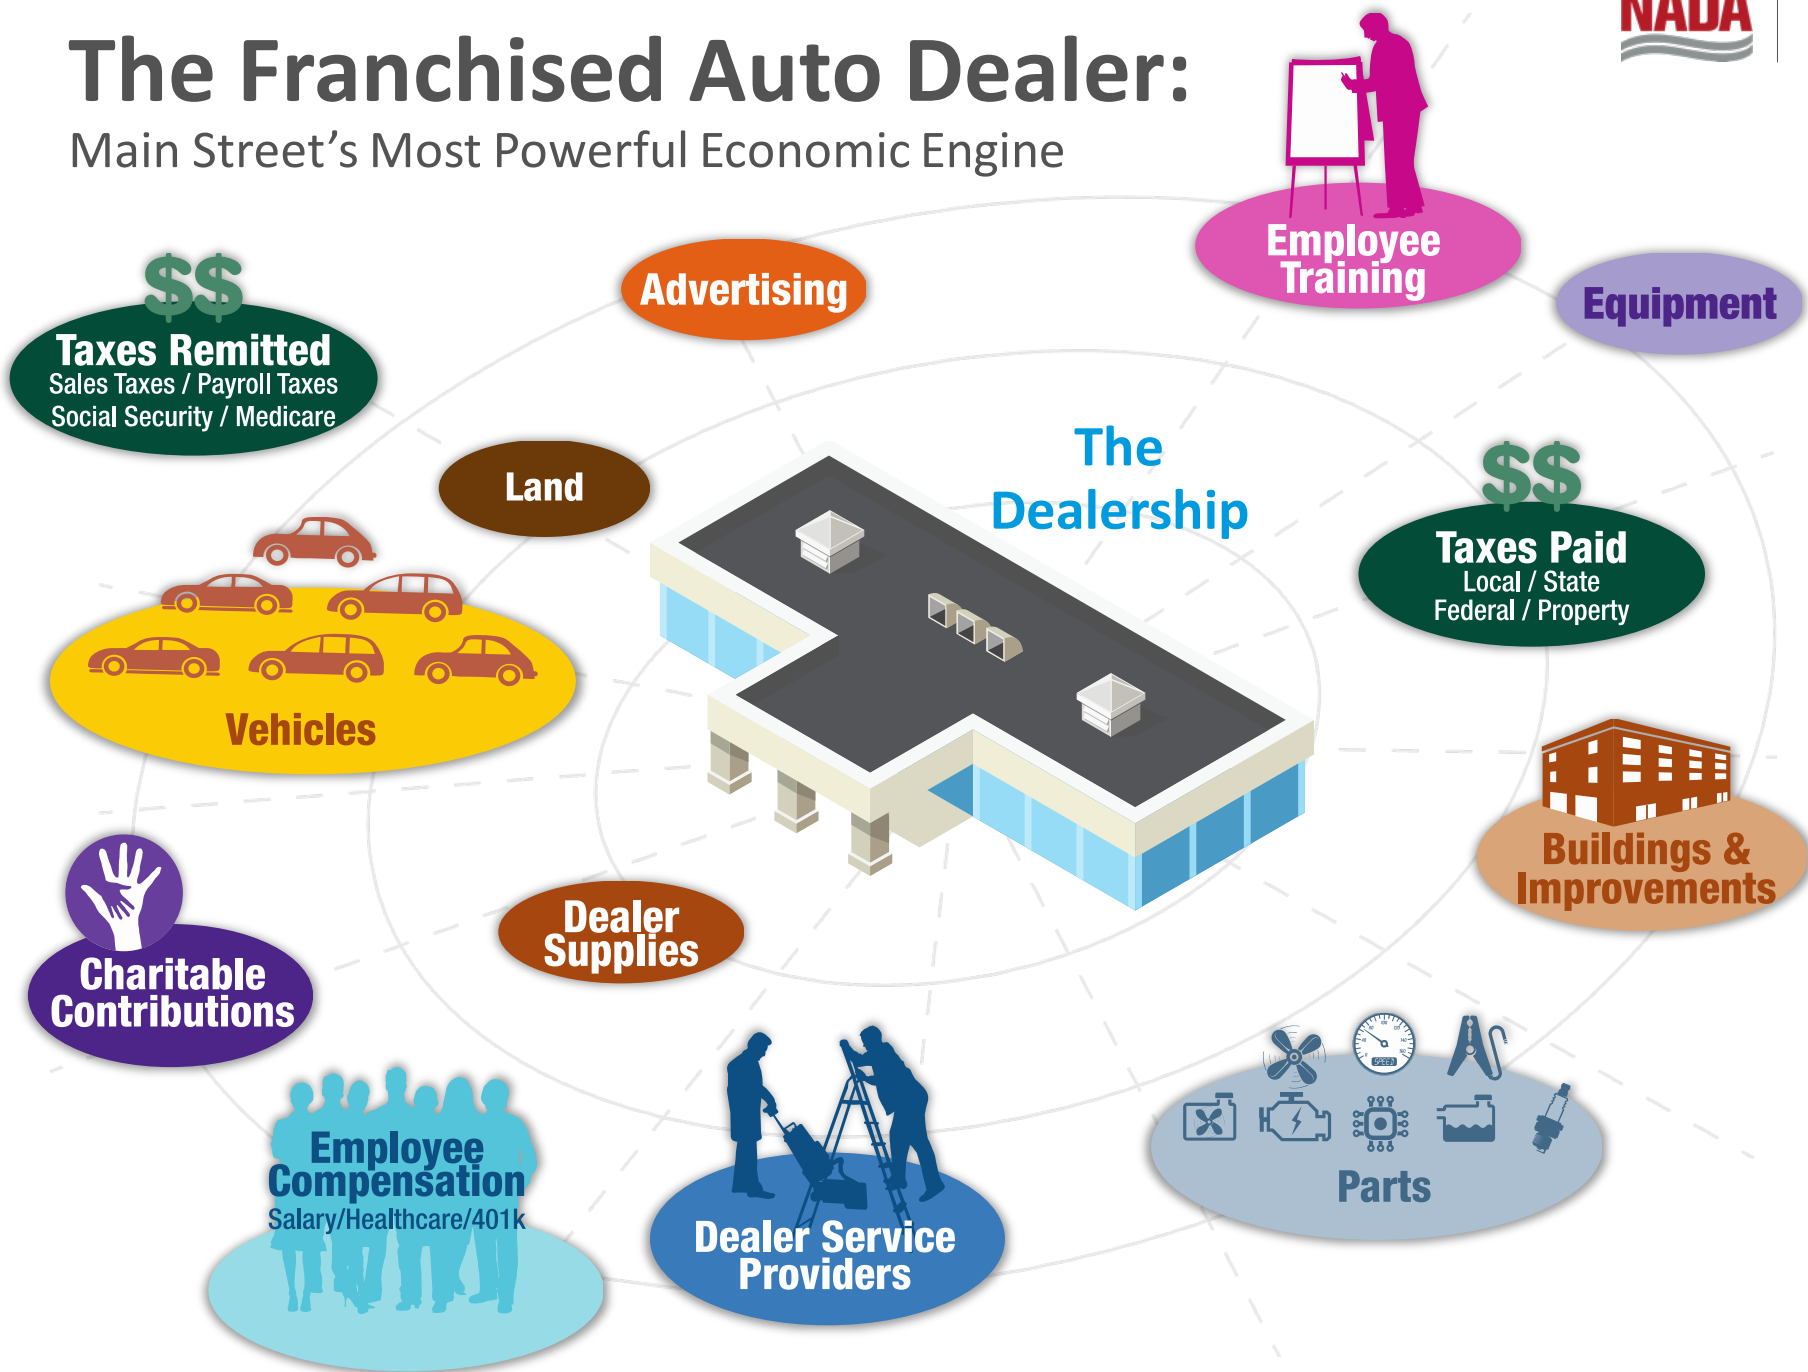 The Franchised Auto Dealer:
Main Street's Most Powerful Economic Engine
NADA
Employee
Training
Advertising
Equipment
$$
Taxes Remitted
Sales Taxes / Payroll Taxes
Social Security / Medicare
The
Dealership
Land
$$
Taxes Paid
Local / State
Federal / Property
Vehicles
Buildings &
Improvements
Dealer
Supplies
Charitable
Contributions
SPEED
Parts
Employee
Compensation
Salary/Healthcare/401k
Dealer Service
Providers